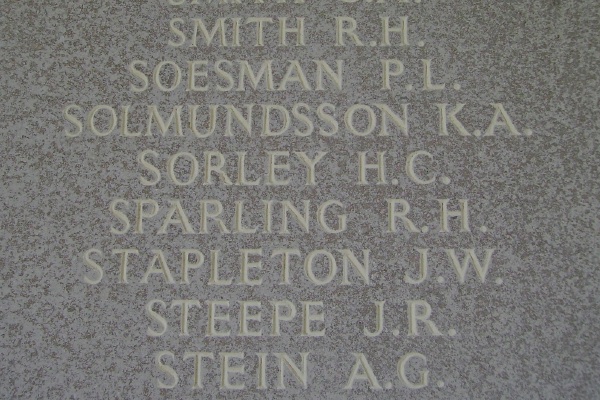 SMITH R.H.
SOESMAN P.L.
SOLMUNDSSON K.A.
SORLEY H.C.
SPARLING R.H.
STAPLETON J.W.
STEEPE J.R.
STEIN A.G.